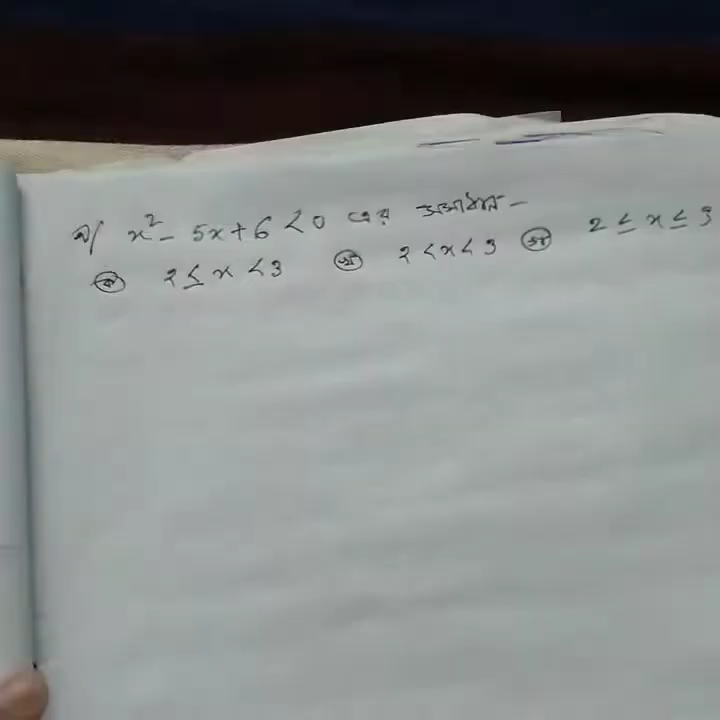 খ/ x² - 5x + 6 < 0 এর সমাধান -
(ক) 2 ≤ x < 3 (খ) 2 < x < 3 (গ) 2 ≤ x ≤ 3